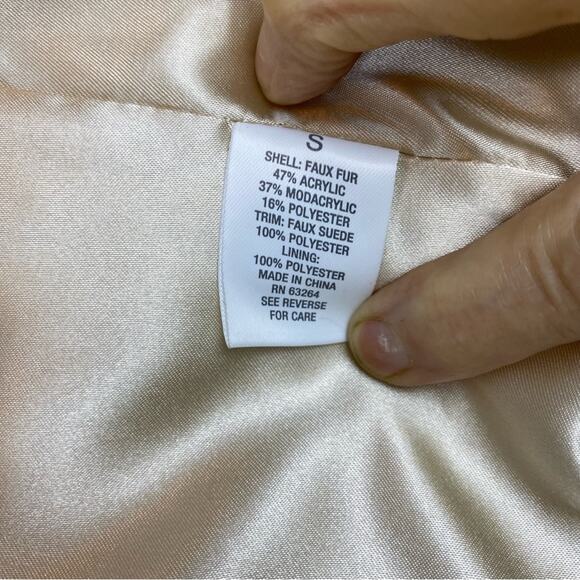 S
SHELL: FAUX FUR
47% ACRYLIC
37% MODACRYLIC
16% POLYESTER
TRIM: FAUX SUEDE
100% POLYESTER
LINING:
100% POLYESTER
MADE IN CHINA
RN 63264
SEE REVERSE
FOR CARE